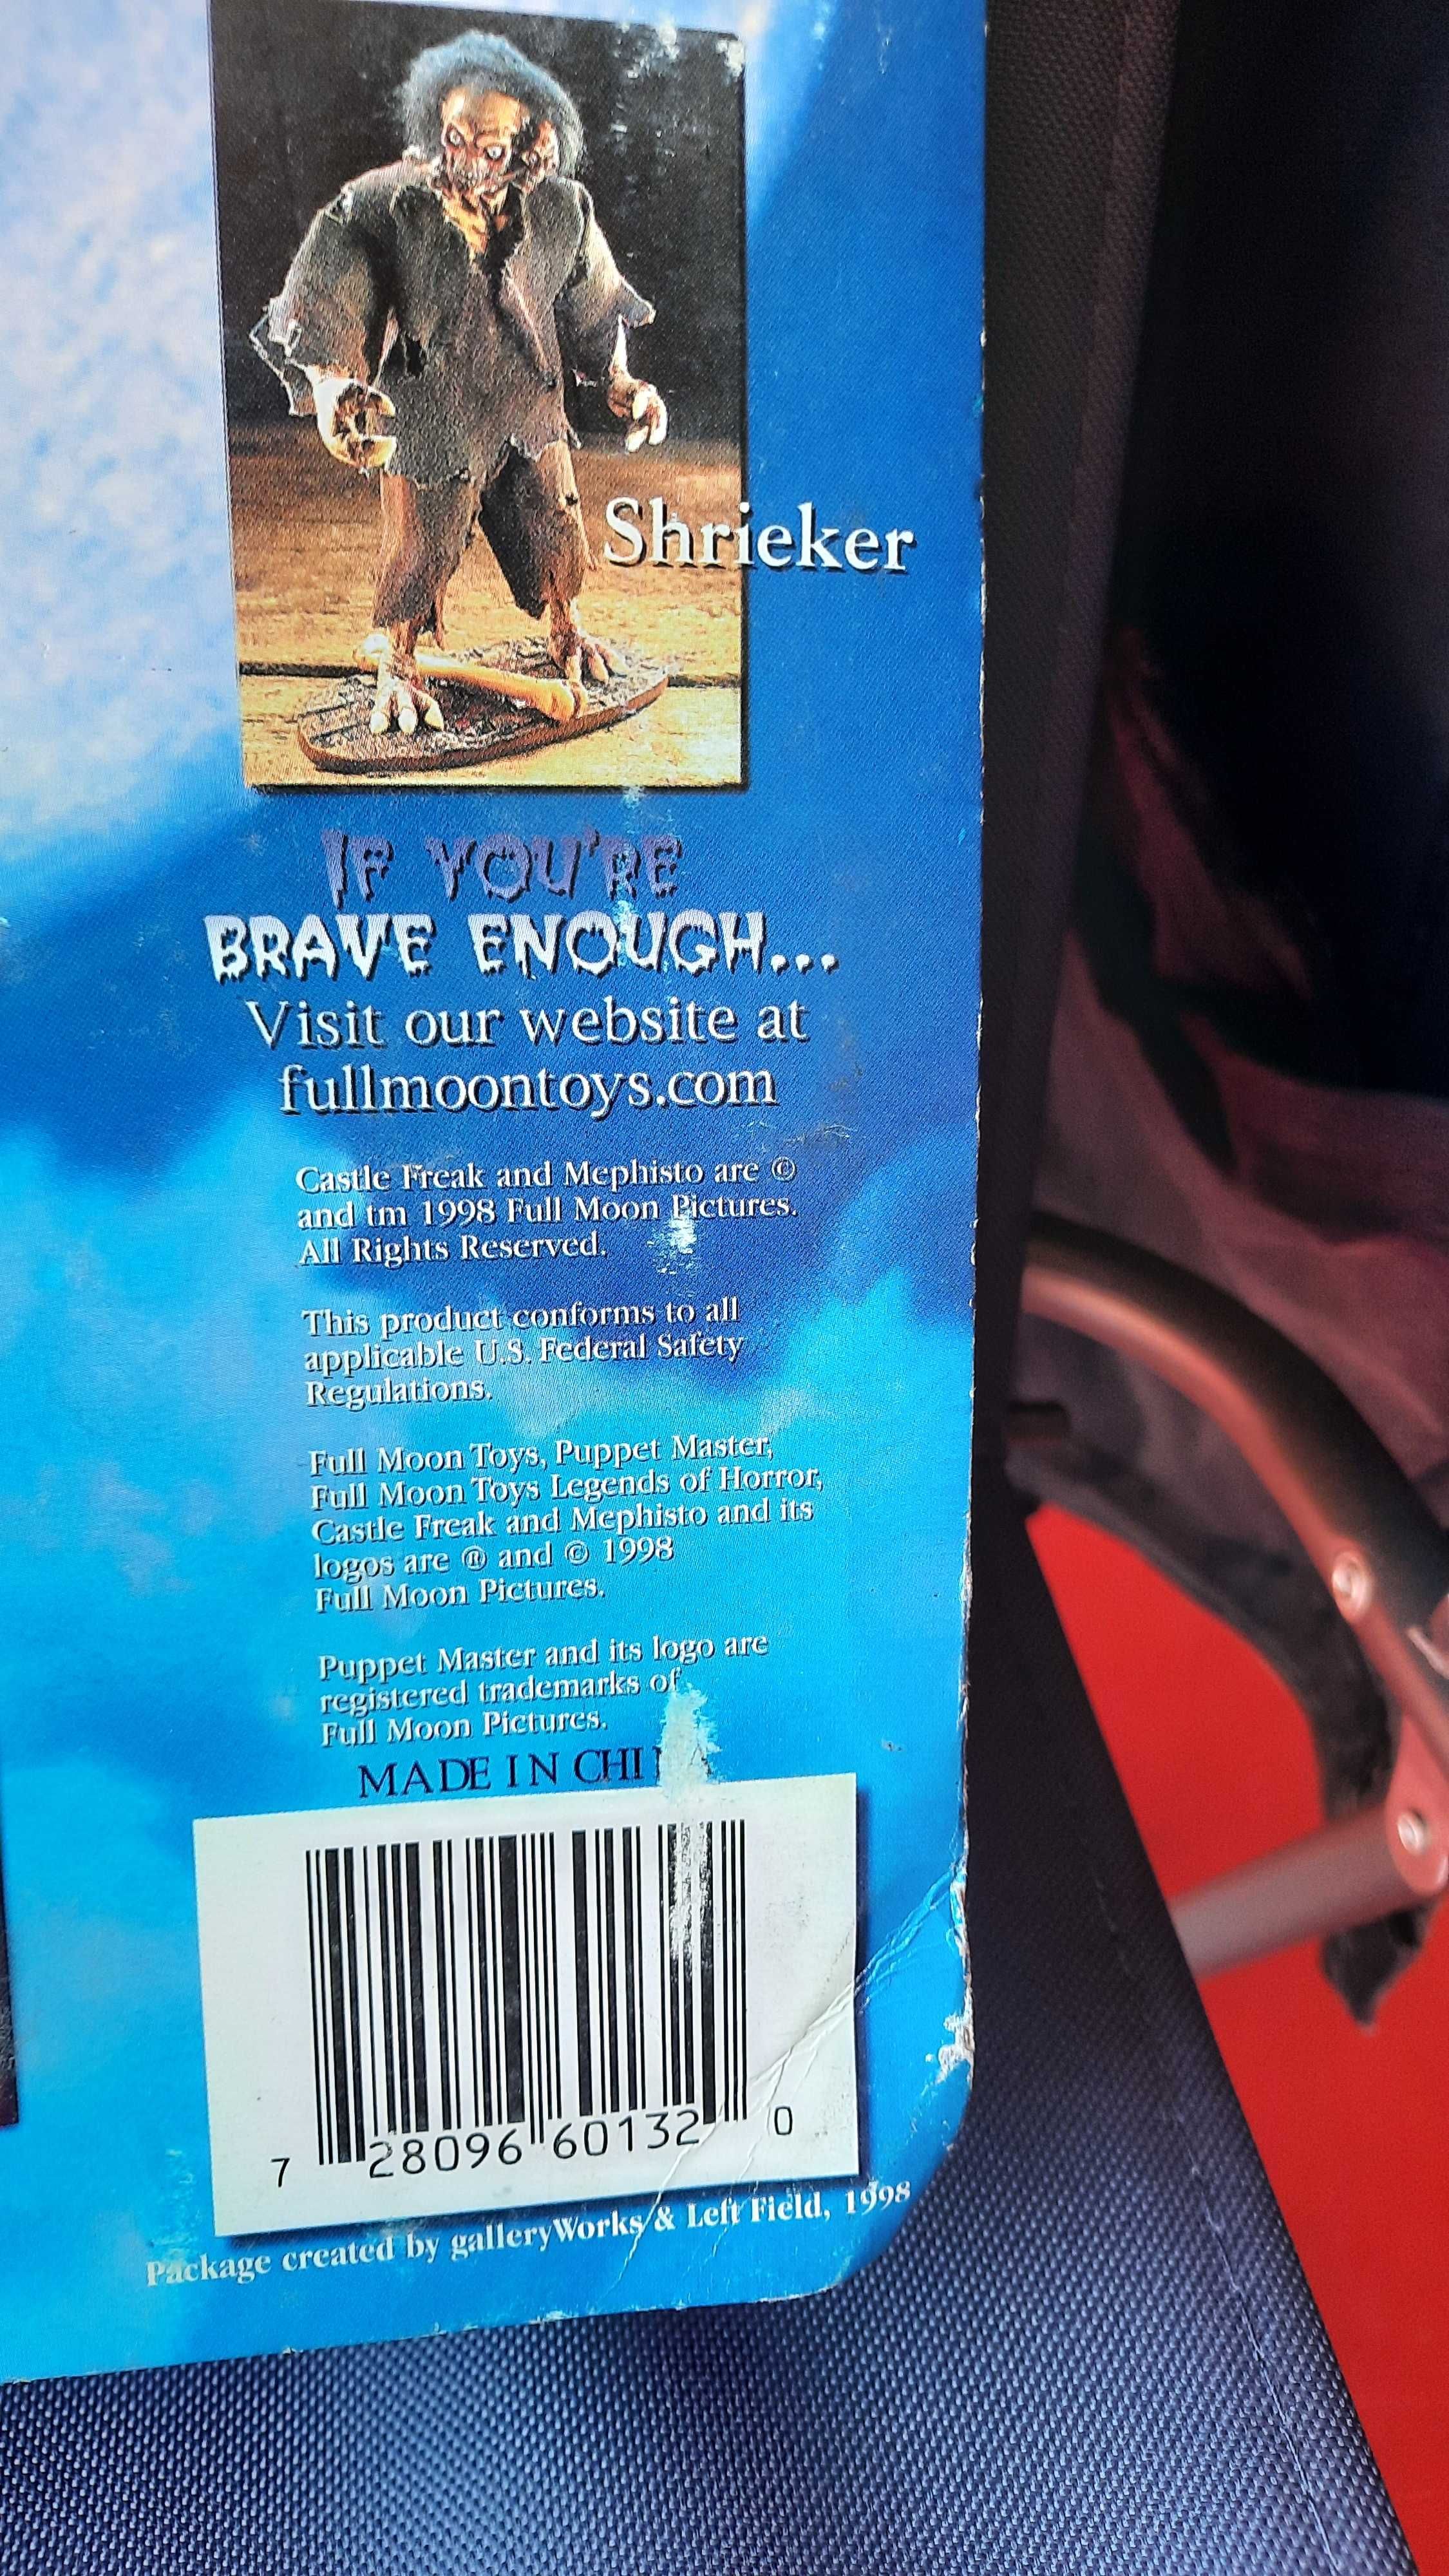 Shrieker
IF YOU'RE
BRAVE ENOUGH...
Visit our website at
fullmoontoys.com
Castle Freak and Mephisto are ©
and tm 1998 Full Moon Pictures.
All Rights Reserved.
This product conforms to all
applicable U.S. Federal Safety
Regulations.
Full Moon Toys, Puppet Master,
Full Moon Toys Legends of Horror,
Castle Freak and Mephisto and its
logos are ® and © 1998
Full Moon Pictures.
Puppet Master and its logo are
registered trademarks of
Full Moon Pictures.
MADE IN CHINA
7 28096 60132 0
Package created by galleryWorks & Left Field, 1998